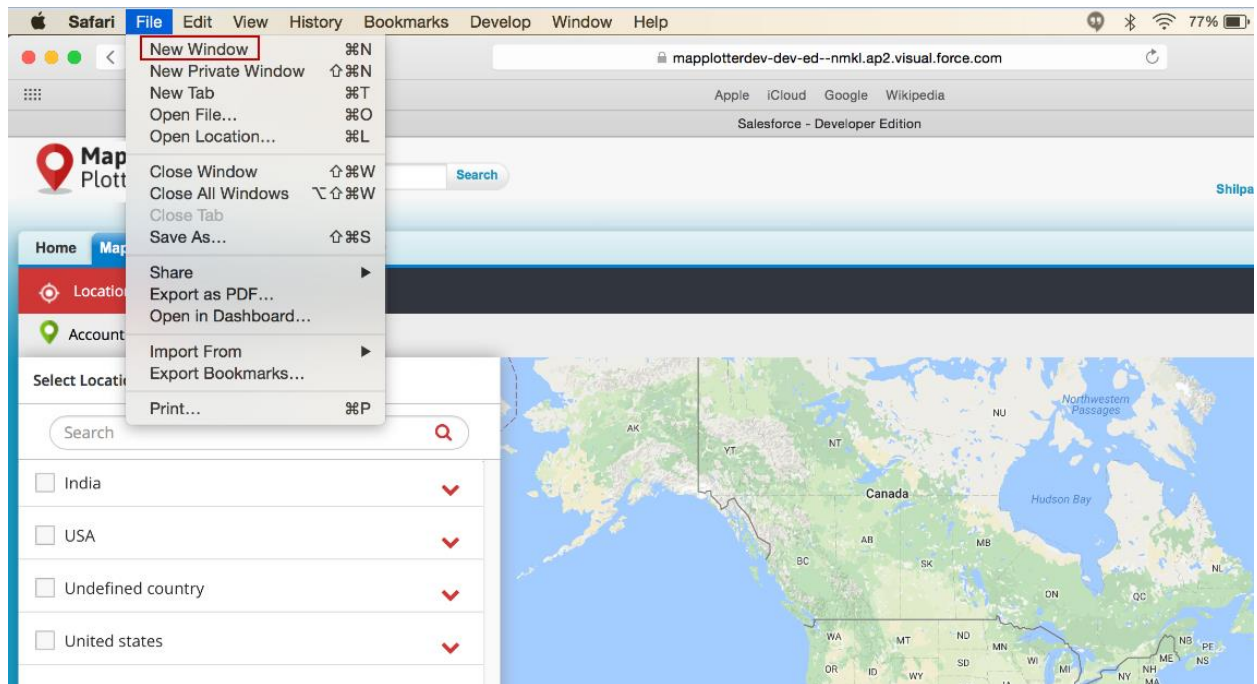 Safari File Edit View History Bookmarks Develop Window Help 77%
New Window ⌘N
New Private Window ⇧⌘N
New Tab ⌘T
Open File... ⌘O
Open Location... ⌘L
Close Window ⇧⌘W
Close All Windows ⌥⇧⌘W
Close Tab
Save As... ⇧⌘S
Share
Export as PDF...
Open in Dashboard...
Import From
Export Bookmarks...
Print... ⌘P
mapplotterdev-dev-ed--nmkl.ap2.visual.force.com
Apple iCloud Google Wikipedia
Salesforce - Developer Edition
Map
Plott
Search
Shilpa
Home Map
Location
Account
Select Locatio
Search
India
USA
Undefined country
United states
Northwestern
Passages
NU
AK
YT
NT
Canada
Hudson Bay
AB
MB
BC
SK
NL
ON
QC
WA
MT
ND
MN
NB
PE
OR
ID
WY
SD
WI
MI
NY
NH
ME
NS
MA
IA